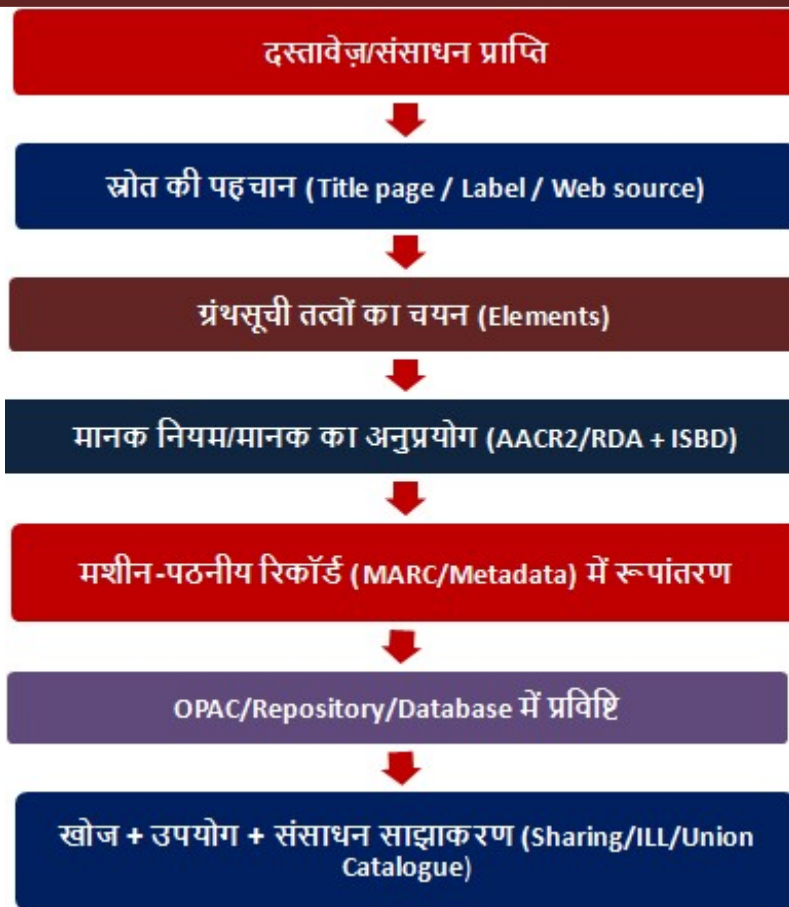 दस्तावेज़/संसाधन प्राप्ति
स्रोत की पहचान (Title page / Label / Web source)
ग्रंथसूची तत्वों का चयन (Elements)
मानक नियम/मानक का अनुप्रयोग (AACR2/RDA + ISBD)
मशीन-पठनीय रिकॉर्ड (MARC/Metadata) में रूपांतरण
OPAC/Repository/Database में प्रविष्टि
खोज + उपयोग + संसाधन साझाकरण (Sharing/ILL/Union
Catalogue)